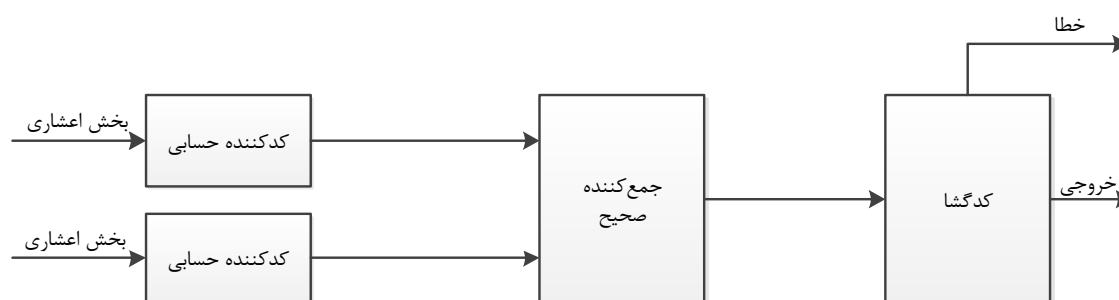 خطا
بخش اعشاری
کدکننده حسابی
جمع‌کننده
صحیح
کدگشا
خروجی
بخش اعشاری
کدکننده حسابی